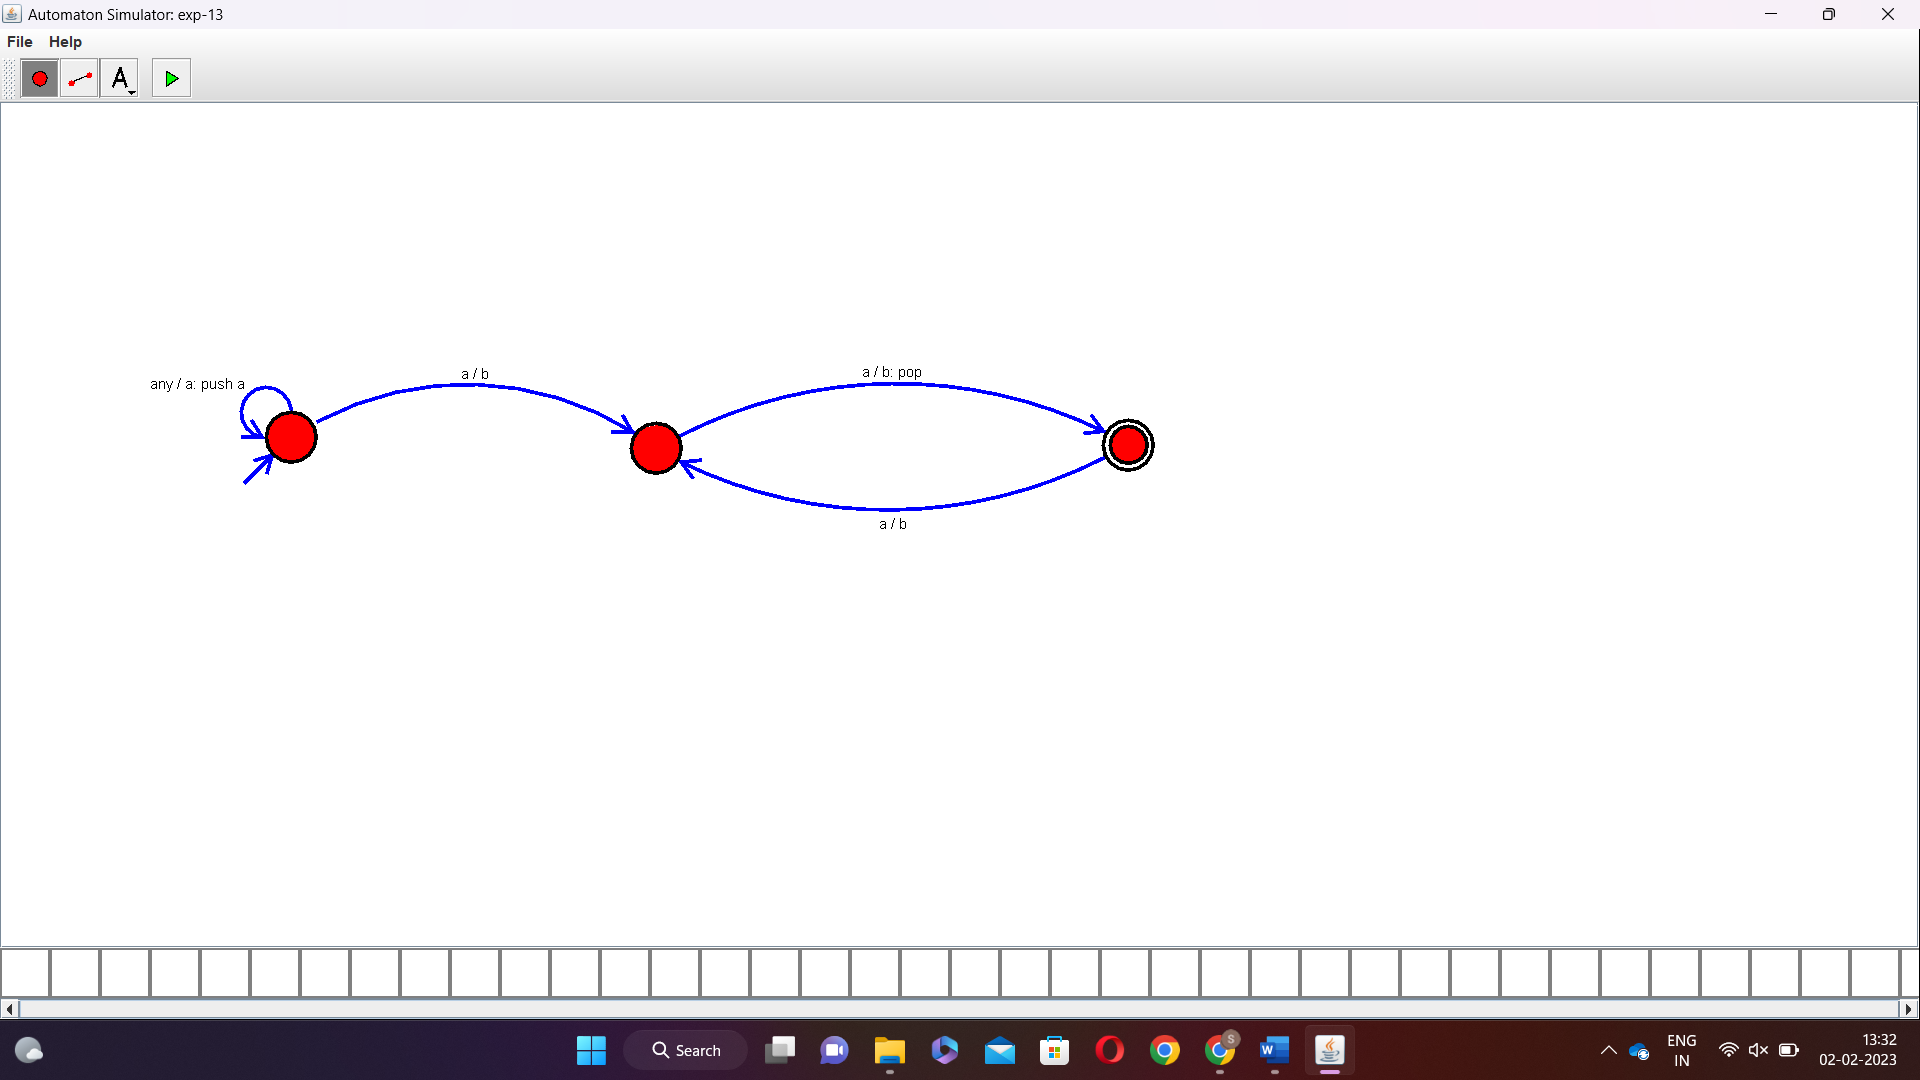 Automaton Simulator: exp-13
File Help
A
a / b: pop
a / b
any / a: push a
a / b
Search
S
W
ENG
IN
13:32
02-02-2023